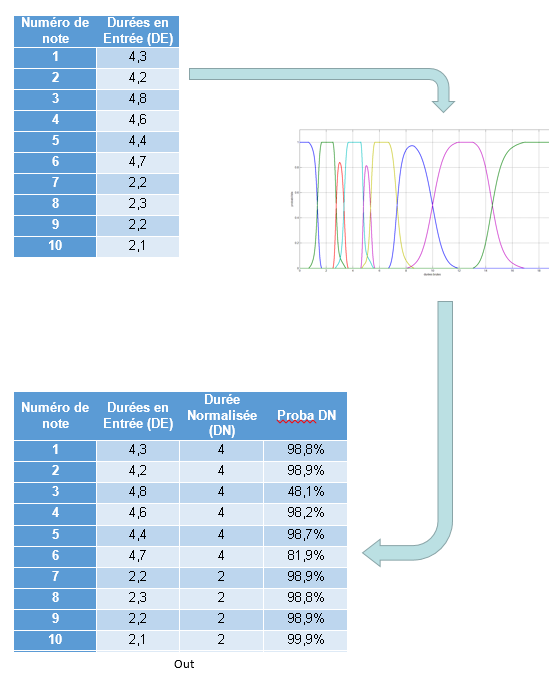 Numéro de note Durées en Entrée (DE)
1 4,3
2 4,2
3 4,8
4 4,6
5 4,4
6 4,7
7 2,2
8 2,3
9 2,2
10 2,1
Numéro de note Durées en Entrée (DE) Durée Normalisée (DN) Proba DN
1 4,3 4 98,8%
2 4,2 4 98,9%
3 4,8 4 48,1%
4 4,6 4 98,2%
5 4,4 4 98,7%
6 4,7 4 81,9%
7 2,2 2 98,9%
8 2,3 2 98,8%
9 2,2 2 98,9%
10 2,1 2 99,9%
Out